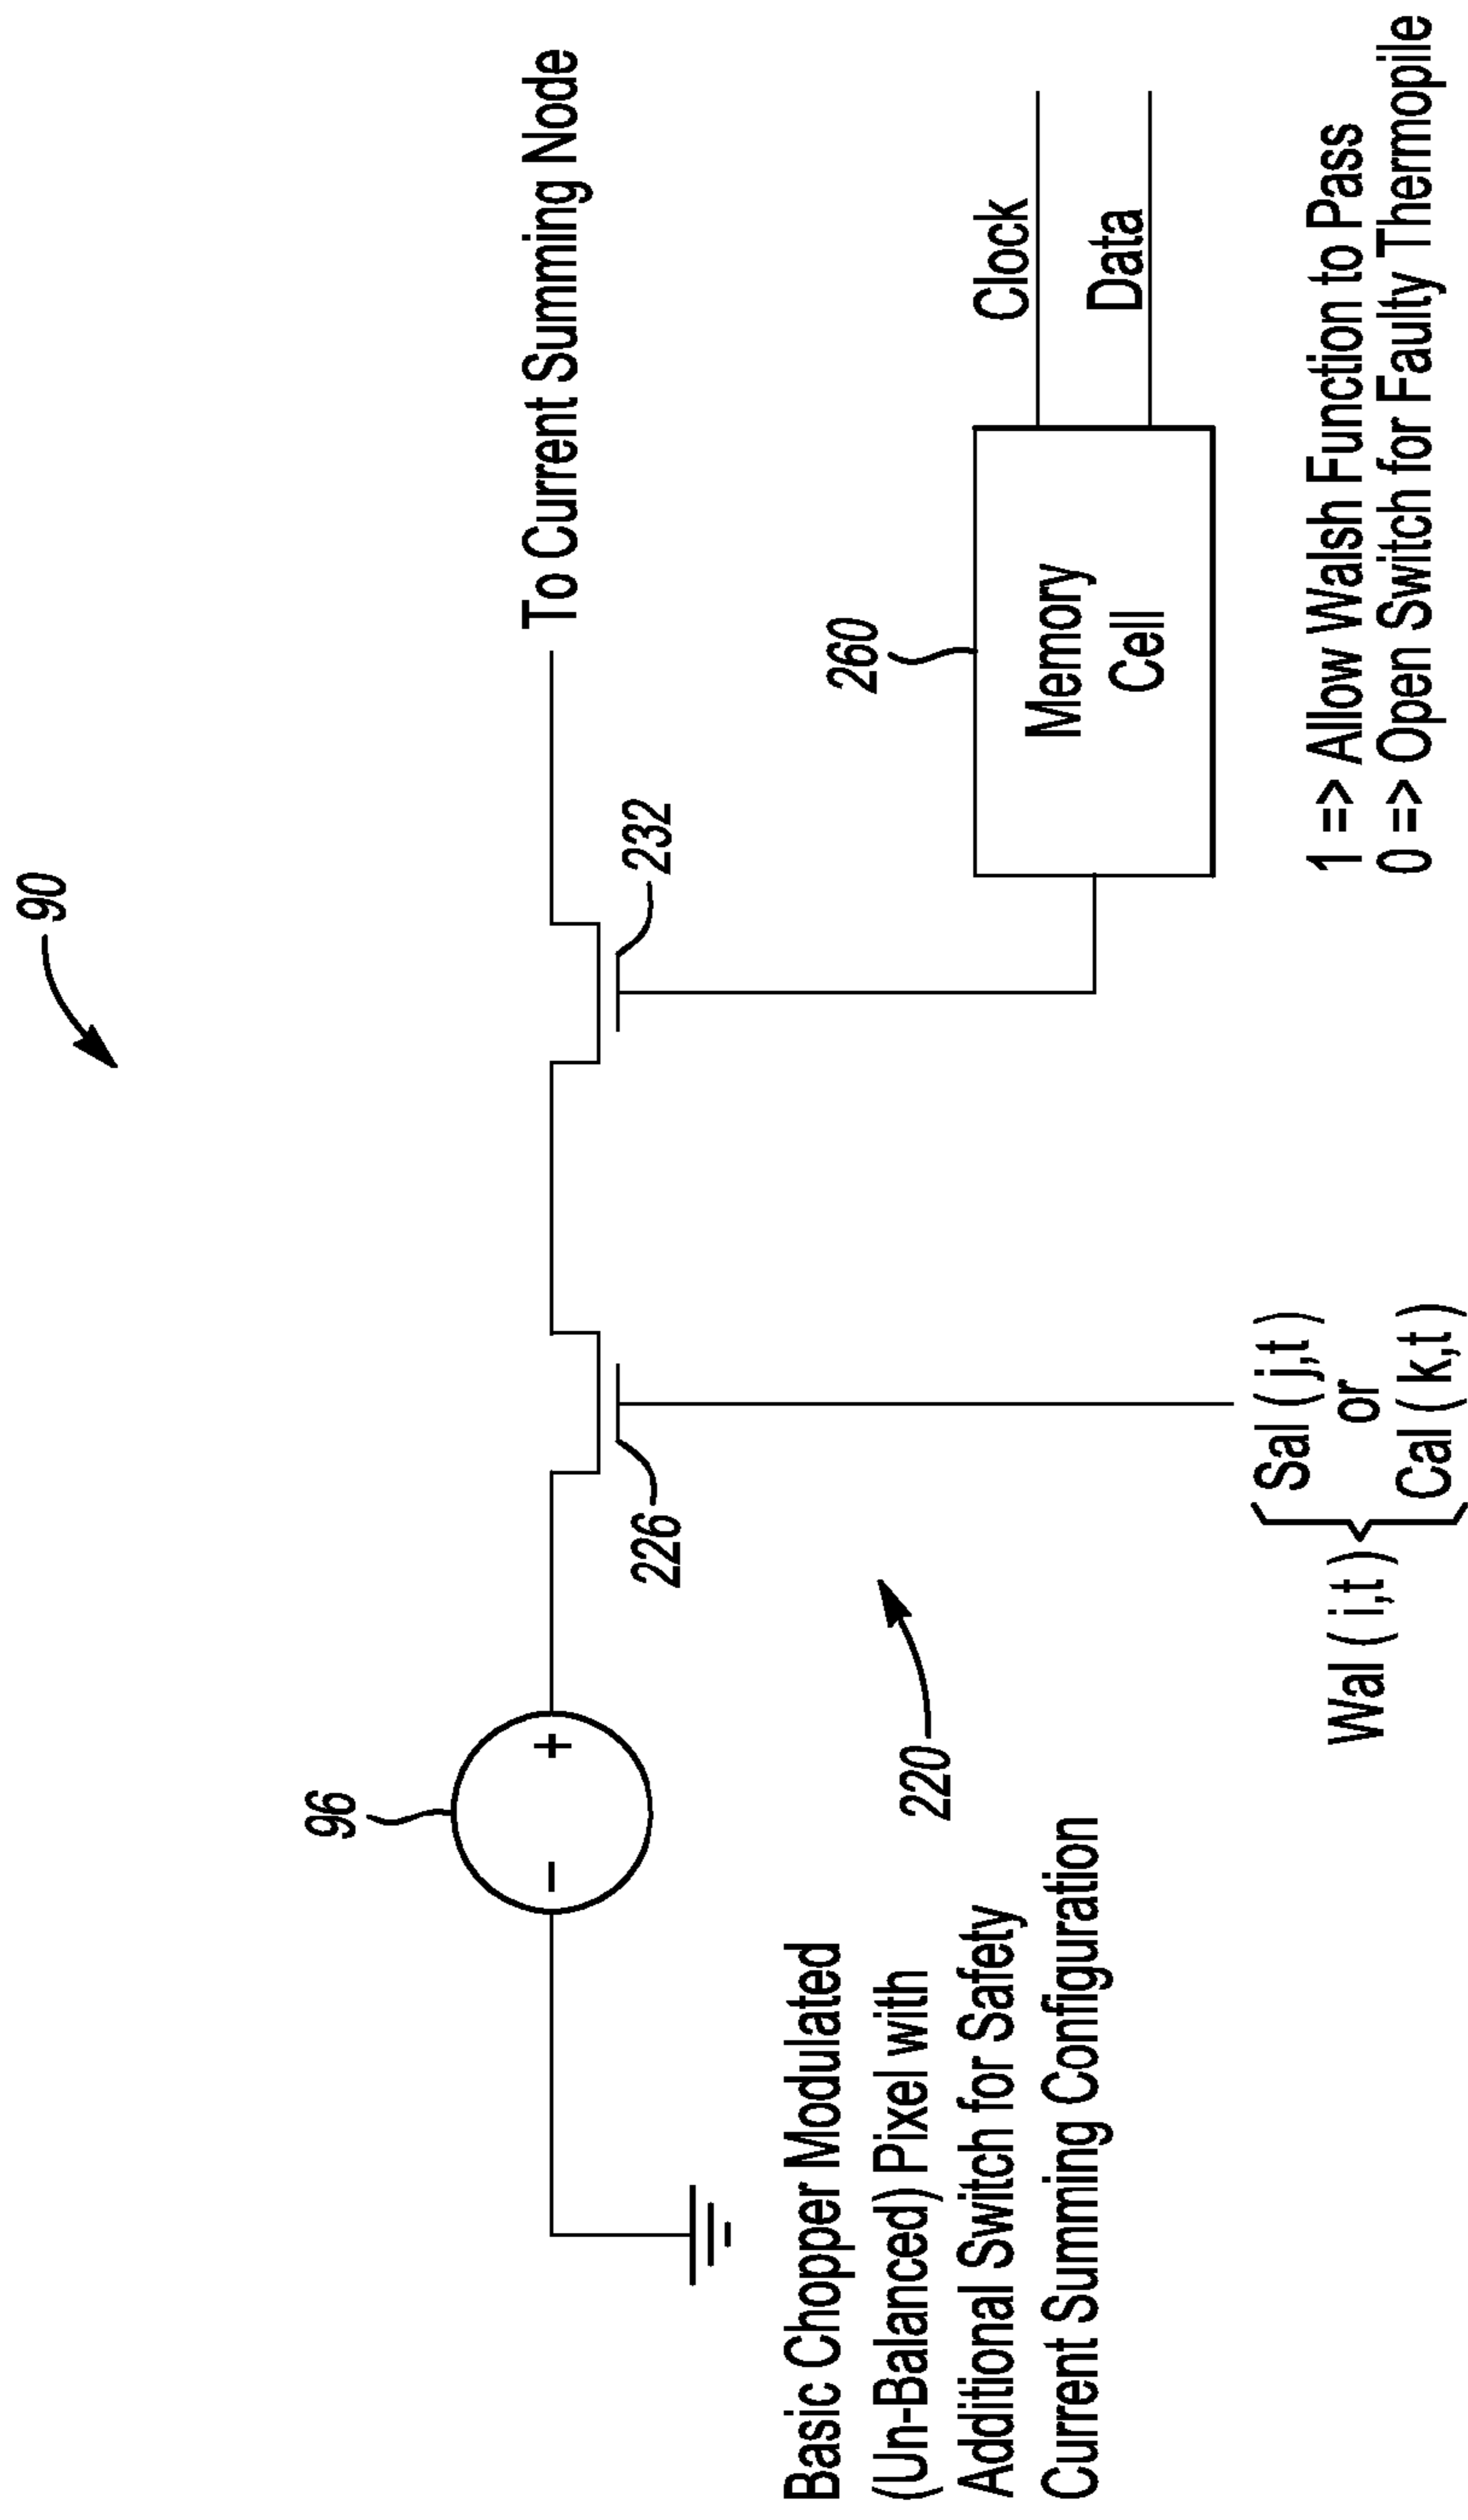 90
To Current Summing Node
96
226
232
260
Memory
Cell
Clock
Data
220
Basic Chopper Modulated
(Un-Balanced) Pixel with
Additional Switch for Safety
Current Summing Configuration
Wal ( i,t )
Sal ( j,t )
or
Cal ( k,t )
1 => Allow Walsh Function to Pass
0 => Open Switch for Faulty Thermopile